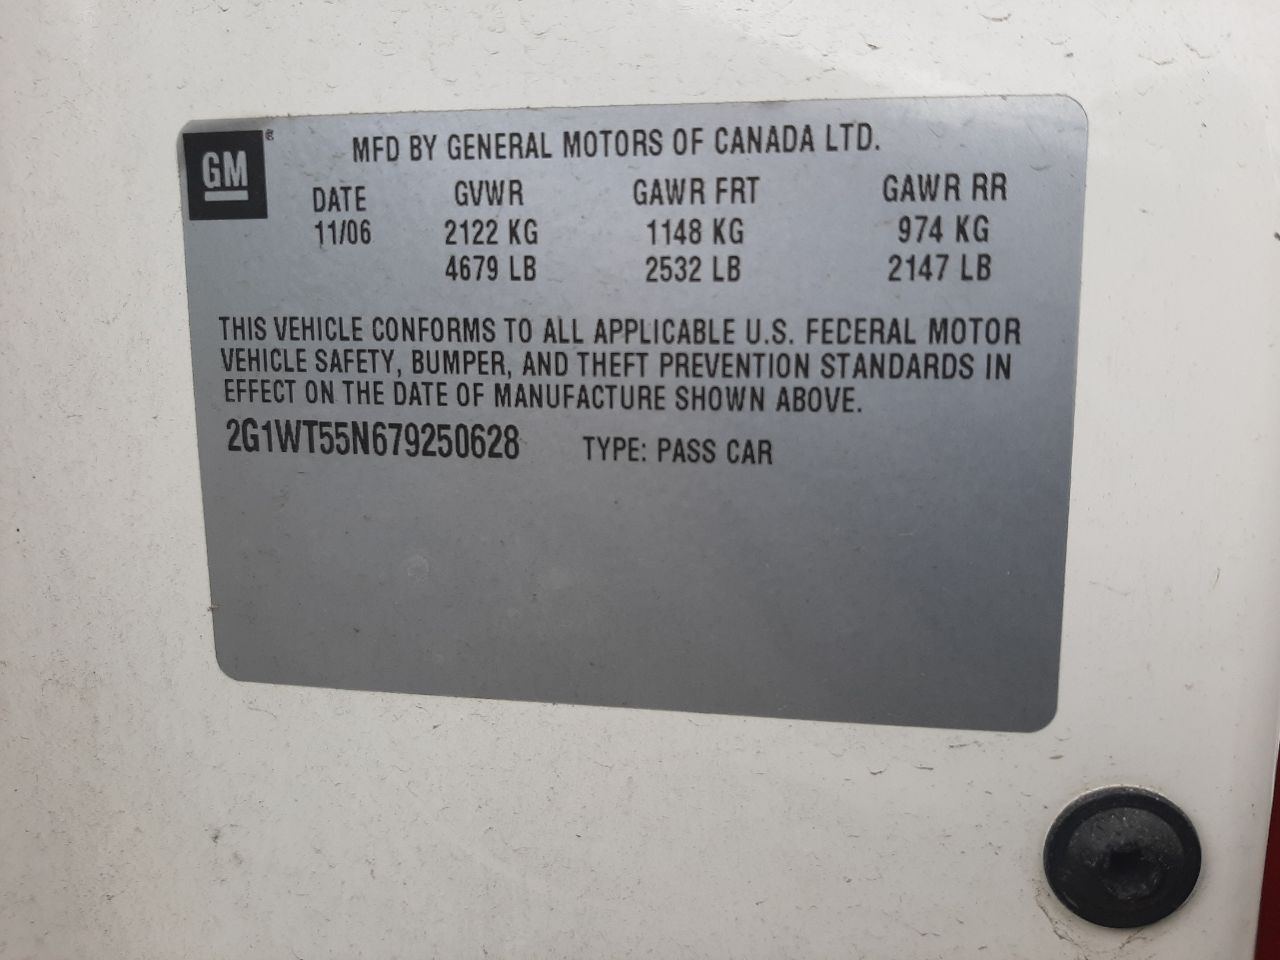 GM ®
MFD BY GENERAL MOTORS OF CANADA LTD.
DATE GVWR GAWR FRT GAWR RR
11/06 2122 KG 1148 KG 974 KG
4679 LB 2532 LB 2147 LB
THIS VEHICLE CONFORMS TO ALL APPLICABLE U.S. FEDERAL MOTOR
VEHICLE SAFETY, BUMPER, AND THEFT PREVENTION STANDARDS IN
EFFECT ON THE DATE OF MANUFACTURE SHOWN ABOVE.
2G1WT55N679250628 TYPE: PASS CAR